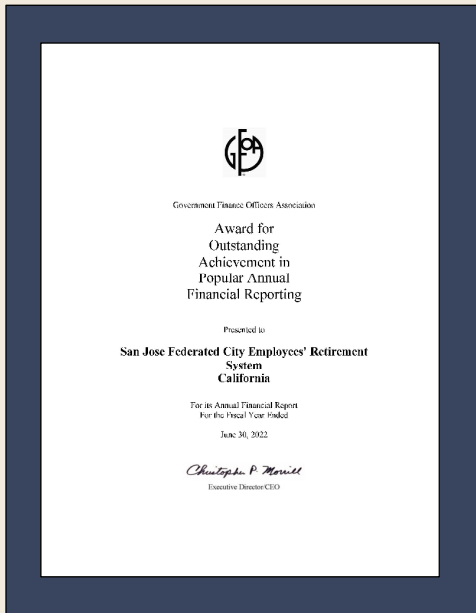 GFOA
Government Finance Officers Association
Award for
Outstanding
Achievement in
Popular Annual
Financial Reporting
Presented to
San Jose Federated City Employees' Retirement
System
California
For its Annual Financial Report
For the Fiscal Year Ended
June 30, 2022
Christopher P. Morrill
Executive Director/CEO